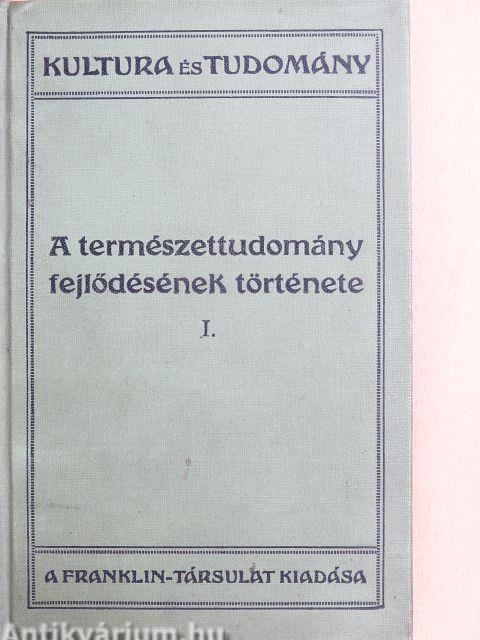 KULTURA ÉS TUDOMÁNY
A természettudomány
fejlődésének története
I.
A FRANKLIN-TÁRSULAT KIADÁSA
Antikvárium.hu